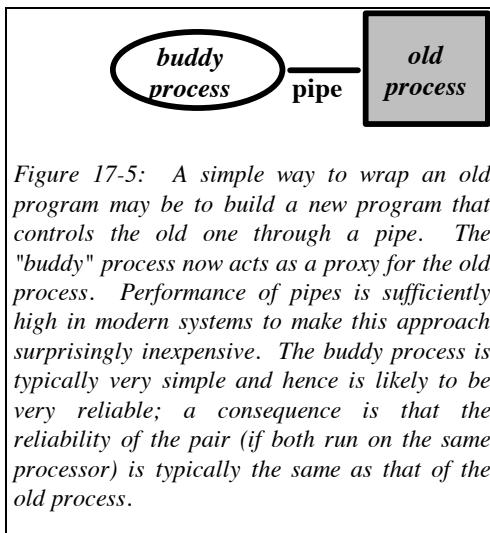 buddy
process
pipe
old
process
Figure 17-5: A simple way to wrap an old
program may be to build a new program that
controls the old one through a pipe. The
"buddy" process now acts as a proxy for the old
process. Performance of pipes is sufficiently
high in modern systems to make this approach
surprisingly inexpensive. The buddy process is
typically very simple and hence is likely to be
very reliable; a consequence is that the
reliability of the pair (if both run on the same
processor) is typically the same as that of the
old process.